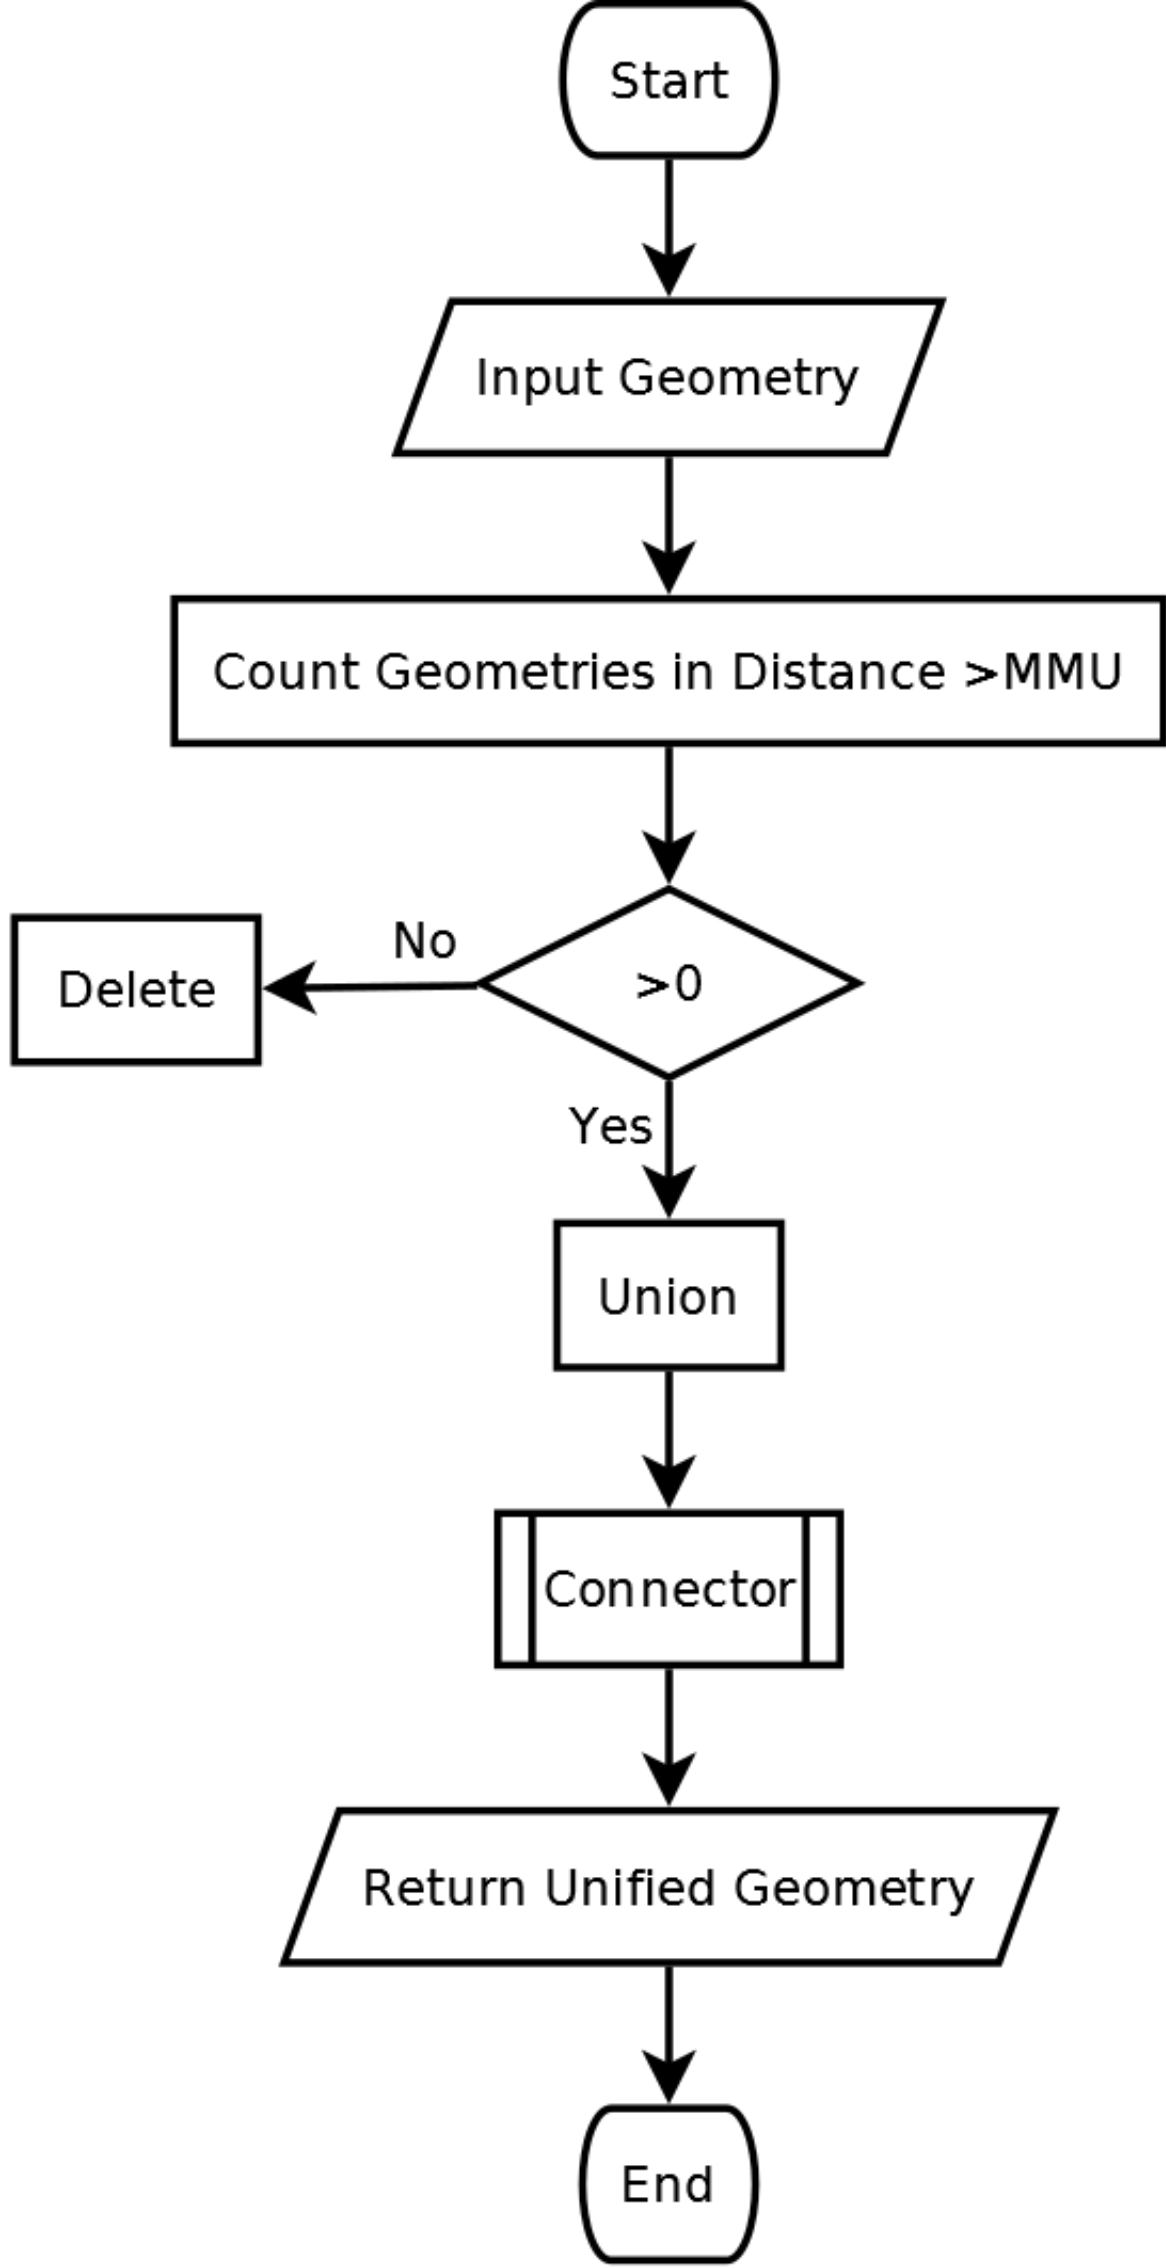 Start
Input Geometry
Count Geometries in Distance >MMU
>0
No
Delete
Yes
Union
Connector
Return Unified Geometry
End